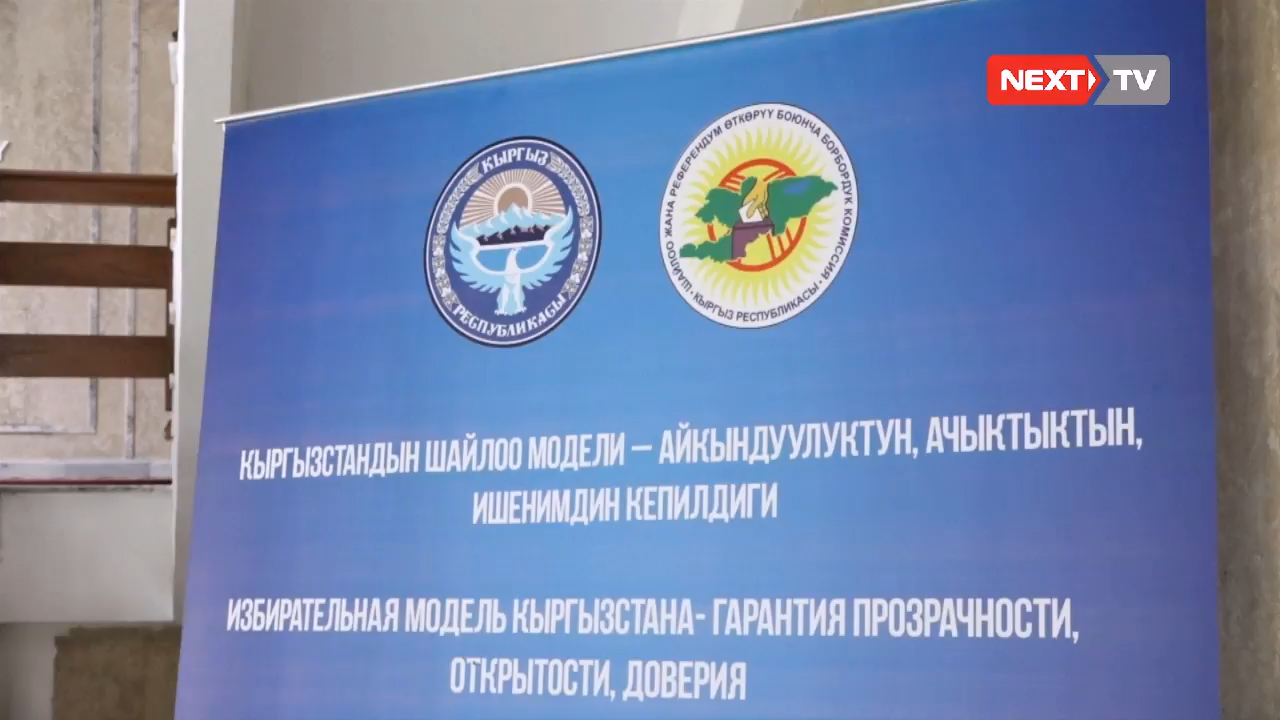 NEXT TV
КЫРГЫЗ
РЕСПУБЛИКАСЫ
ШАЙЛОО ЖАНА РЕФЕРЕНДУМ ӨТКӨРҮҮ БОЮНЧА БОРБОРДУК КОМИССИЯ
КЫРГЫЗ РЕСПУБЛИКАСЫ
КЫРГЫЗСТАНДЫН ШАЙЛОО МОДЕЛИ – АЙКЫНДУУЛУКТУН, АЧЫКТЫКТЫН,
ИШЕНИМДИН КЕПИЛДИГИ
ИЗБИРАТЕЛЬНАЯ МОДЕЛЬ КЫРГЫЗСТАНА- ГАРАНТИЯ ПРОЗРАЧНОСТИ,
ОТКРЫТОСТИ, ДОВЕРИЯ